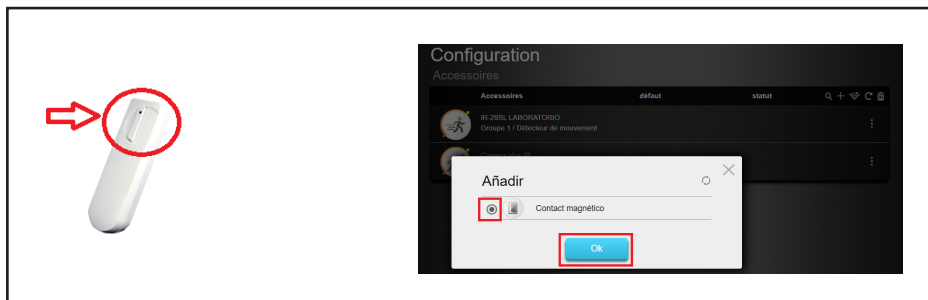 Configuration
Accessoires
Accessoires défaut statut
IR-29SL LABORATORIO
Groupe 1 / Détecteur de mouvement
Añadir
Contact magnético
Ok